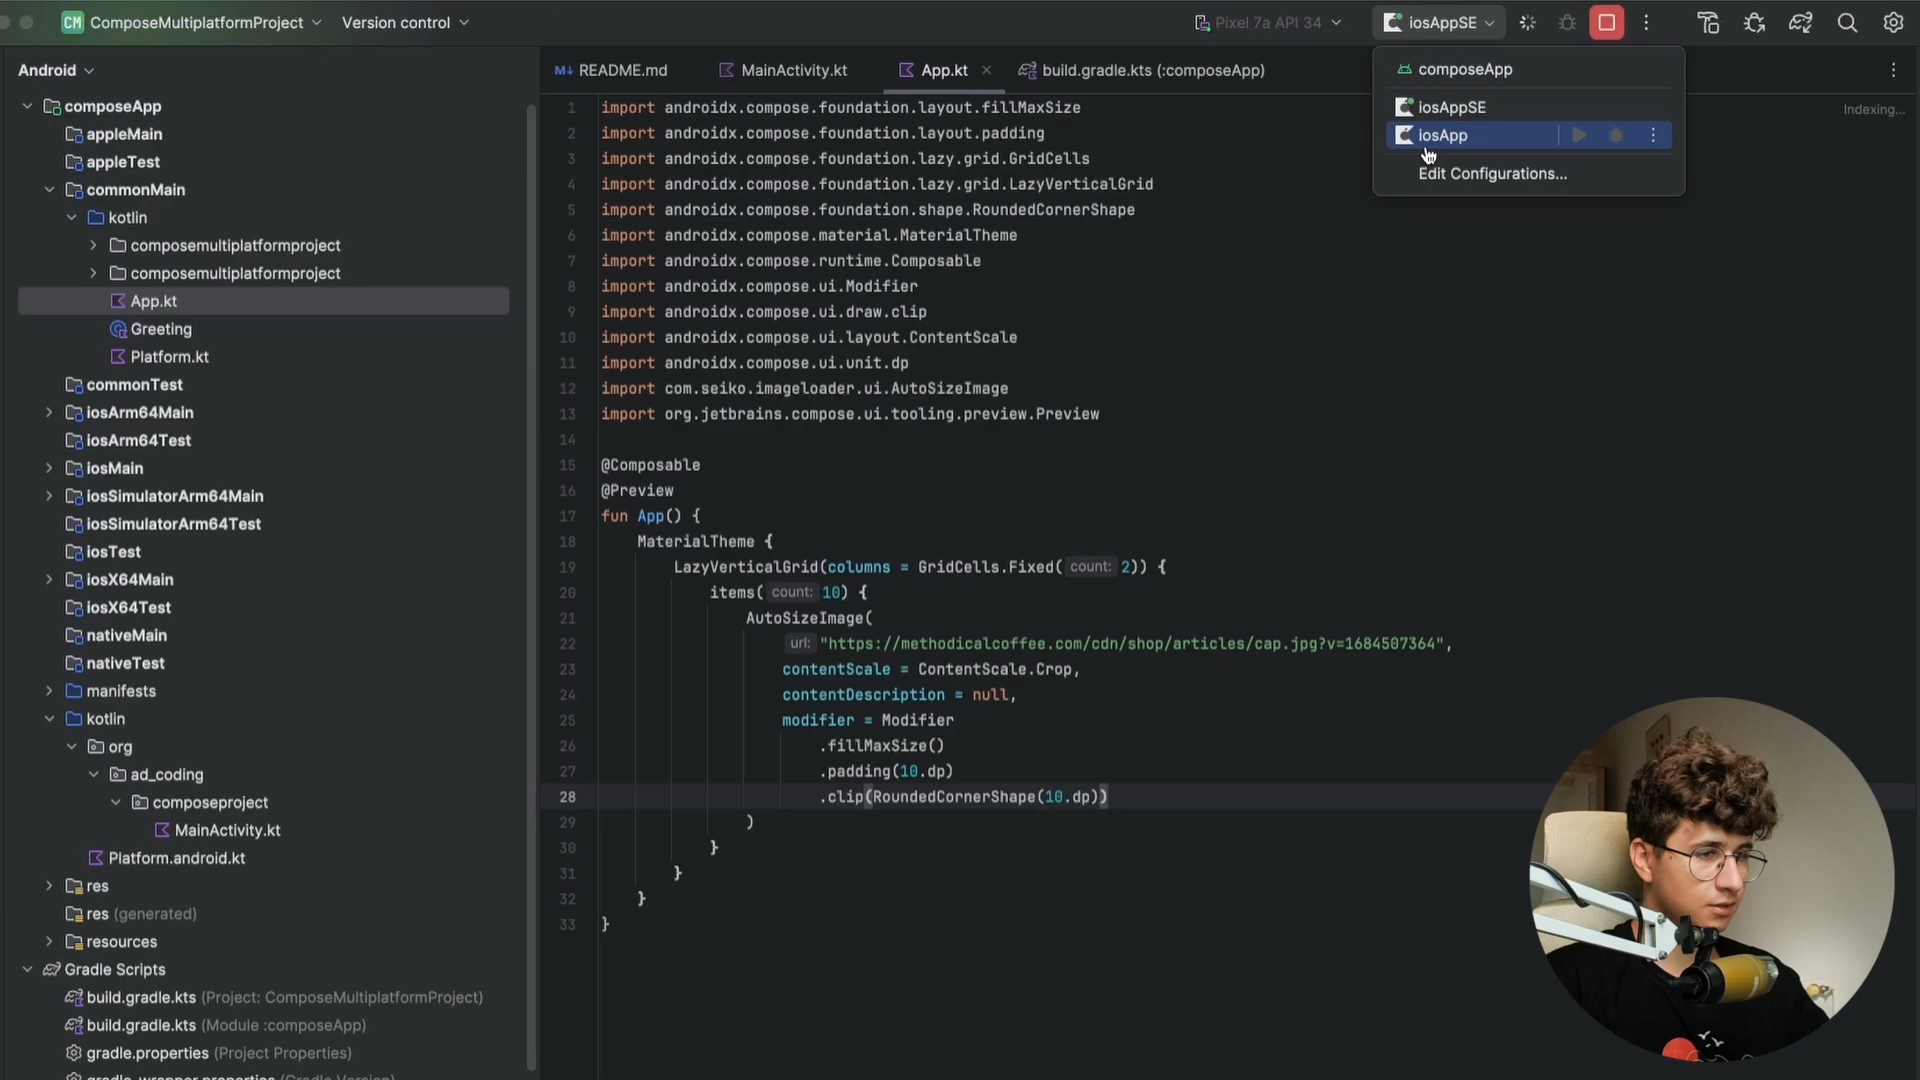 CM ComposeMultiplatformProject
Version control
Pixel 7a API 34
iosAppSE
Android
composeApp
appleMain
appleTest
commonMain
kotlin
composemultiplatformproject
composemultiplatformproject
App.kt
Greeting
Platform.kt
commonTest
iosArm64Main
iosArm64Test
iosMain
iosSimulatorArm64Main
iosSimulatorArm64Test
iosTest
iosX64Main
iosX64Test
nativeMain
nativeTest
manifests
kotlin
org
ad_coding
composeproject
MainActivity.kt
Platform.android.kt
res
res (generated)
resources
Gradle Scripts
build.gradle.kts (Project: ComposeMultiplatformProject)
build.gradle.kts (Module :composeApp)
gradle.properties (Project Properties)
gradle-wrapper.properties (Gradle Version)
M↓ README.md
MainActivity.kt
App.kt
build.gradle.kts (:composeApp)
composeApp
iosAppSE
iosApp
Edit Configurations...
Indexing...
1 import androidx.compose.foundation.layout.fillMaxSize
2 import androidx.compose.foundation.layout.padding
3 import androidx.compose.foundation.lazy.grid.GridCells
4 import androidx.compose.foundation.lazy.grid.LazyVerticalGrid
5 import androidx.compose.foundation.shape.RoundedCornerShape
6 import androidx.compose.material.MaterialTheme
7 import androidx.compose.runtime.Composable
8 import androidx.compose.ui.Modifier
9 import androidx.compose.ui.draw.clip
10 import androidx.compose.ui.layout.ContentScale
11 import androidx.compose.ui.unit.dp
12 import com.seiko.imageloader.ui.AutoSizeImage
13 import org.jetbrains.compose.ui.tooling.preview.Preview
14
15 @Composable
16 @Preview
17 fun App() {
18 MaterialTheme {
19 LazyVerticalGrid(columns = GridCells.Fixed( count: 2)) {
20 items( count: 10) {
21 AutoSizeImage(
22 url: "https://methodicalcoffee.com/cdn/shop/articles/cap.jpg?v=1684507364",
23 contentScale = ContentScale.Crop,
24 contentDescription = null,
25 modifier = Modifier
26 .fillMaxSize()
27 .padding(10.dp)
28 .clip(RoundedCornerShape(10.dp))
29 )
30 }
31 }
32 }
33 }